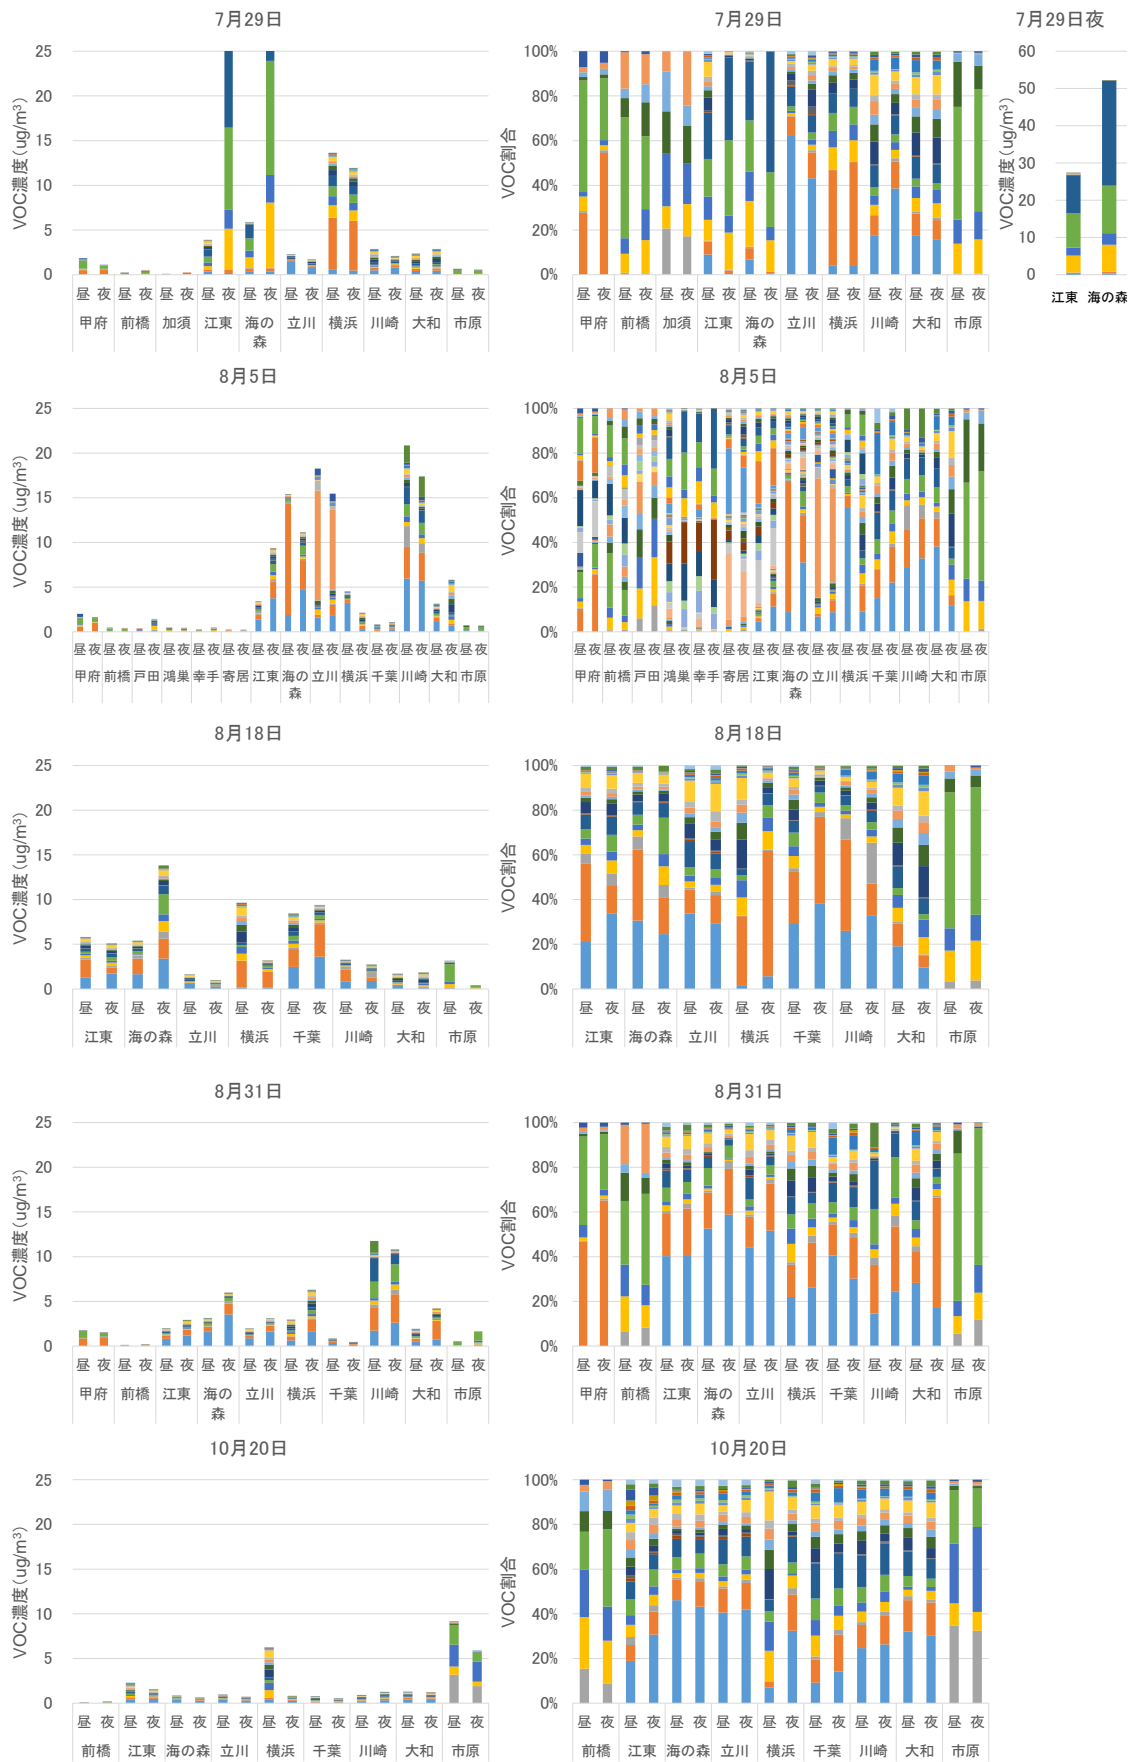 7月29日
7月29日
7月29日夜
VOC濃度(ug/m³)
25
20
15
10
5
0
昼 夜 昼 夜 昼 夜 昼 夜 昼 夜 昼 夜 昼 夜 昼 夜 昼 夜 昼 夜
甲府 前橋 加須 江東 海の森 立川 横浜 川崎 大和 市原
VOC割合
100%
80%
60%
40%
20%
0%
昼 夜 昼 夜 昼 夜 昼 夜 昼 夜 昼 夜 昼 夜 昼 夜 昼 夜 昼 夜
甲府 前橋 加須 江東 海の森 立川 横浜 川崎 大和 市原
VOC濃度(ug/m³)
60
50
40
30
20
10
0
江東 海の森
8月5日
8月5日
VOC濃度(ug/m³)
25
20
15
10
5
0
昼夜昼夜昼夜昼夜昼夜昼夜昼夜昼夜昼夜昼夜昼夜昼夜昼夜昼夜
甲府 前橋 戸田 鴻巣 幸手 寄居 江東 海の森 立川 横浜 千葉 川崎 大和 市原
VOC割合
100%
80%
60%
40%
20%
0%
昼夜昼夜昼夜昼夜昼夜昼夜昼夜昼夜昼夜昼夜昼夜昼夜昼夜昼夜
甲府 前橋 戸田 鴻巣 幸手 寄居 江東 海の森 立川 横浜 千葉 川崎 大和 市原
8月18日
8月18日
VOC濃度(ug/m³)
25
20
15
10
5
0
昼 夜 昼 夜 昼 夜 昼 夜 昼 夜 昼 夜 昼 夜 昼 夜
江東 海の森 立川 横浜 千葉 川崎 大和 市原
VOC割合
100%
80%
60%
40%
20%
0%
昼 夜 昼 夜 昼 夜 昼 夜 昼 夜 昼 夜 昼 夜 昼 夜
江東 海の森 立川 横浜 千葉 川崎 大和 市原
8月31日
8月31日
VOC濃度(ug/m³)
25
20
15
10
5
0
昼 夜 昼 夜 昼 夜 昼 夜 昼 夜 昼 夜 昼 夜 昼 夜 昼 夜 昼 夜
甲府 前橋 江東 海の森 立川 横浜 千葉 川崎 大和 市原
VOC割合
100%
80%
60%
40%
20%
0%
昼 夜 昼 夜 昼 夜 昼 夜 昼 夜 昼 夜 昼 夜 昼 夜 昼 夜 昼 夜
甲府 前橋 江東 海の森 立川 横浜 千葉 川崎 大和 市原
10月20日
10月20日
VOC濃度(ug/m³)
25
20
15
10
5
0
昼 夜 昼 夜 昼 夜 昼 夜 昼 夜 昼 夜 昼 夜 昼 夜 昼 夜
前橋 江東 海の森 立川 横浜 千葉 川崎 大和 市原
VOC割合
100%
80%
60%
40%
20%
0%
昼 夜 昼 夜 昼 夜 昼 夜 昼 夜 昼 夜 昼 夜 昼 夜 昼 夜
前橋 江東 海の森 立川 横浜 千葉 川崎 大和 市原